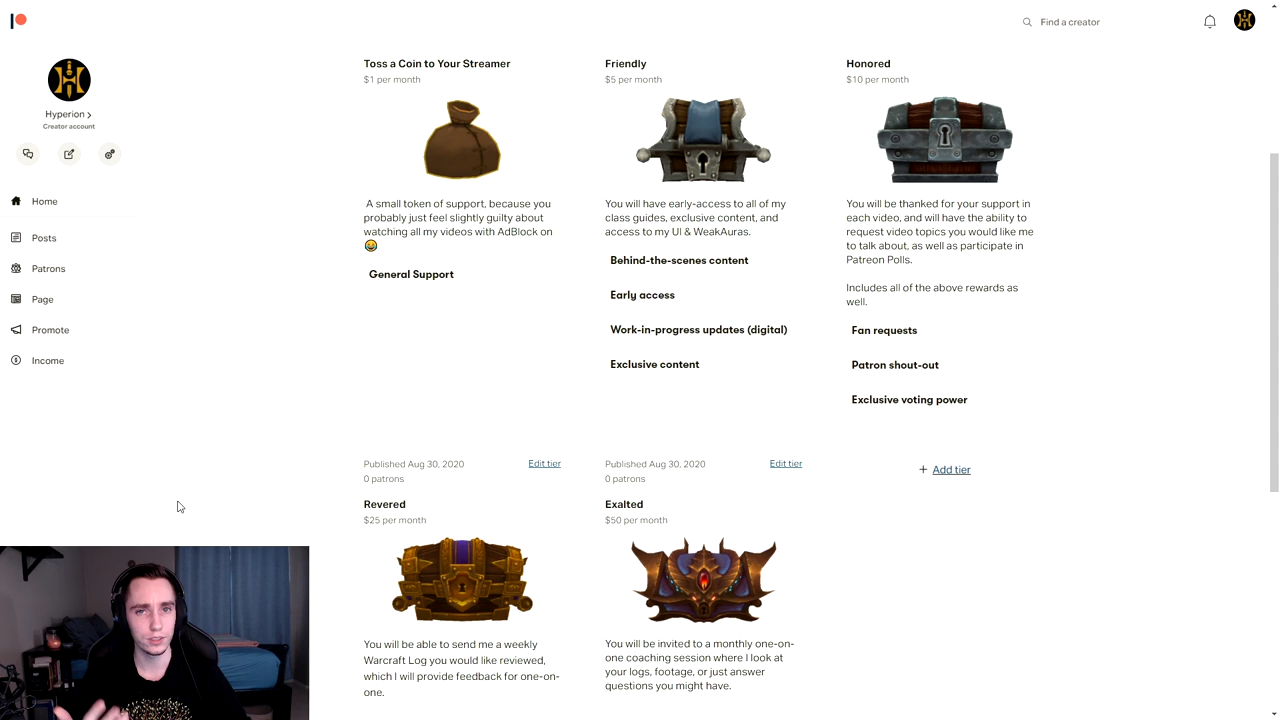 Find a creator
Hyperion
Creator account
Home
Posts
Patrons
Page
Promote
Income
Toss a Coin to Your Streamer
$1 per month
A small token of support, because you
probably just feel slightly guilty about
watching all my videos with AdBlock on
😂
General Support
Friendly
$5 per month
You will have early-access to all of my
class guides, exclusive content, and
access to my UI & WeakAuras.
Behind-the-scenes content
Early access
Work-in-progress updates (digital)
Exclusive content
Honored
$10 per month
You will be thanked for your support in
each video, and will have the ability to
request video topics you would like me
to talk about, as well as participate in
Patreon Polls.
Includes all of the above rewards as
well.
Fan requests
Patron shout-out
Exclusive voting power
Published Aug 30, 2020
Edit tier
0 patrons
Revered
$25 per month
You will be able to send me a weekly
Warcraft Log you would like reviewed,
which I will provide feedback for one-on-
one.
Published Aug 30, 2020
Edit tier
0 patrons
Exalted
$50 per month
You will be invited to a monthly one-on-
one coaching session where I look at
your logs, footage, or just answer
questions you might have.
+ Add tier